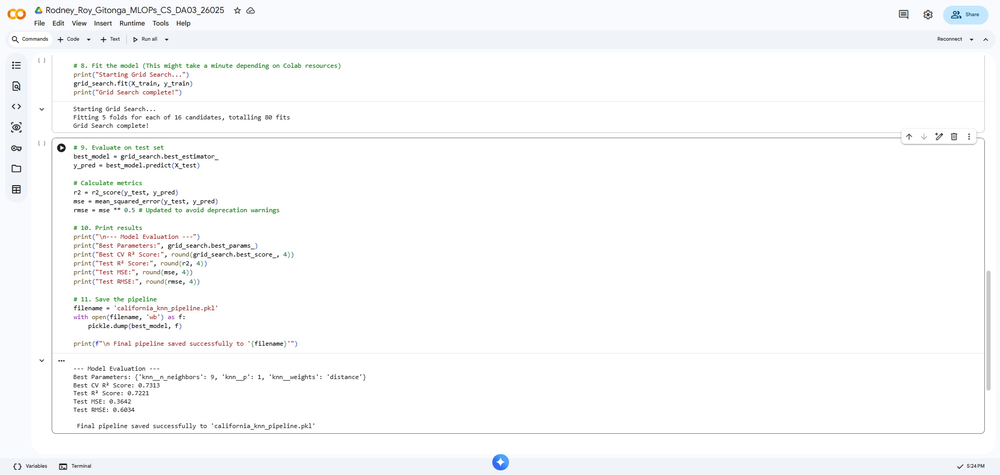 Rodney_Roy_Gitonga_MLOPs_CS_DA03_26025
File Edit View Insert Runtime Tools Help
Share
Commands + Code + Text Run all
Reconnect
[ ]
# 8. Fit the model (This might take a minute depending on Colab resources)
print("Starting Grid Search...")
grid_search.fit(X_train, y_train)
print("Grid Search complete!")
Starting Grid Search...
Fitting 5 folds for each of 16 candidates, totalling 80 fits
Grid Search complete!
[ ]
# 9. Evaluate on test set
best_model = grid_search.best_estimator_
y_pred = best_model.predict(X_test)
# Calculate metrics
r2 = r2_score(y_test, y_pred)
mse = mean_squared_error(y_test, y_pred)
rmse = mse ** 0.5 # Updated to avoid deprecation warnings
# 10. Print results
print("\n--- Model Evaluation ---")
print("Best Parameters:", grid_search.best_params_)
print("Best CV R² Score:", round(grid_search.best_score_, 4))
print("Test R² Score:", round(r2, 4))
print("Test MSE:", round(mse, 4))
print("Test RMSE:", round(rmse, 4))
# 11. Save the pipeline
filename = 'california_knn_pipeline.pkl'
with open(filename, 'wb') as f:
    pickle.dump(best_model, f)
print(f"\n Final pipeline saved successfully to '{filename}'")
--- Model Evaluation ---
Best Parameters: {'knn__n_neighbors': 9, 'knn__p': 1, 'knn__weights': 'distance'}
Best CV R² Score: 0.7313
Test R² Score: 0.7221
Test MSE: 0.3642
Test RMSE: 0.6034
Final pipeline saved successfully to 'california_knn_pipeline.pkl'
Variables Terminal
5:24 PM